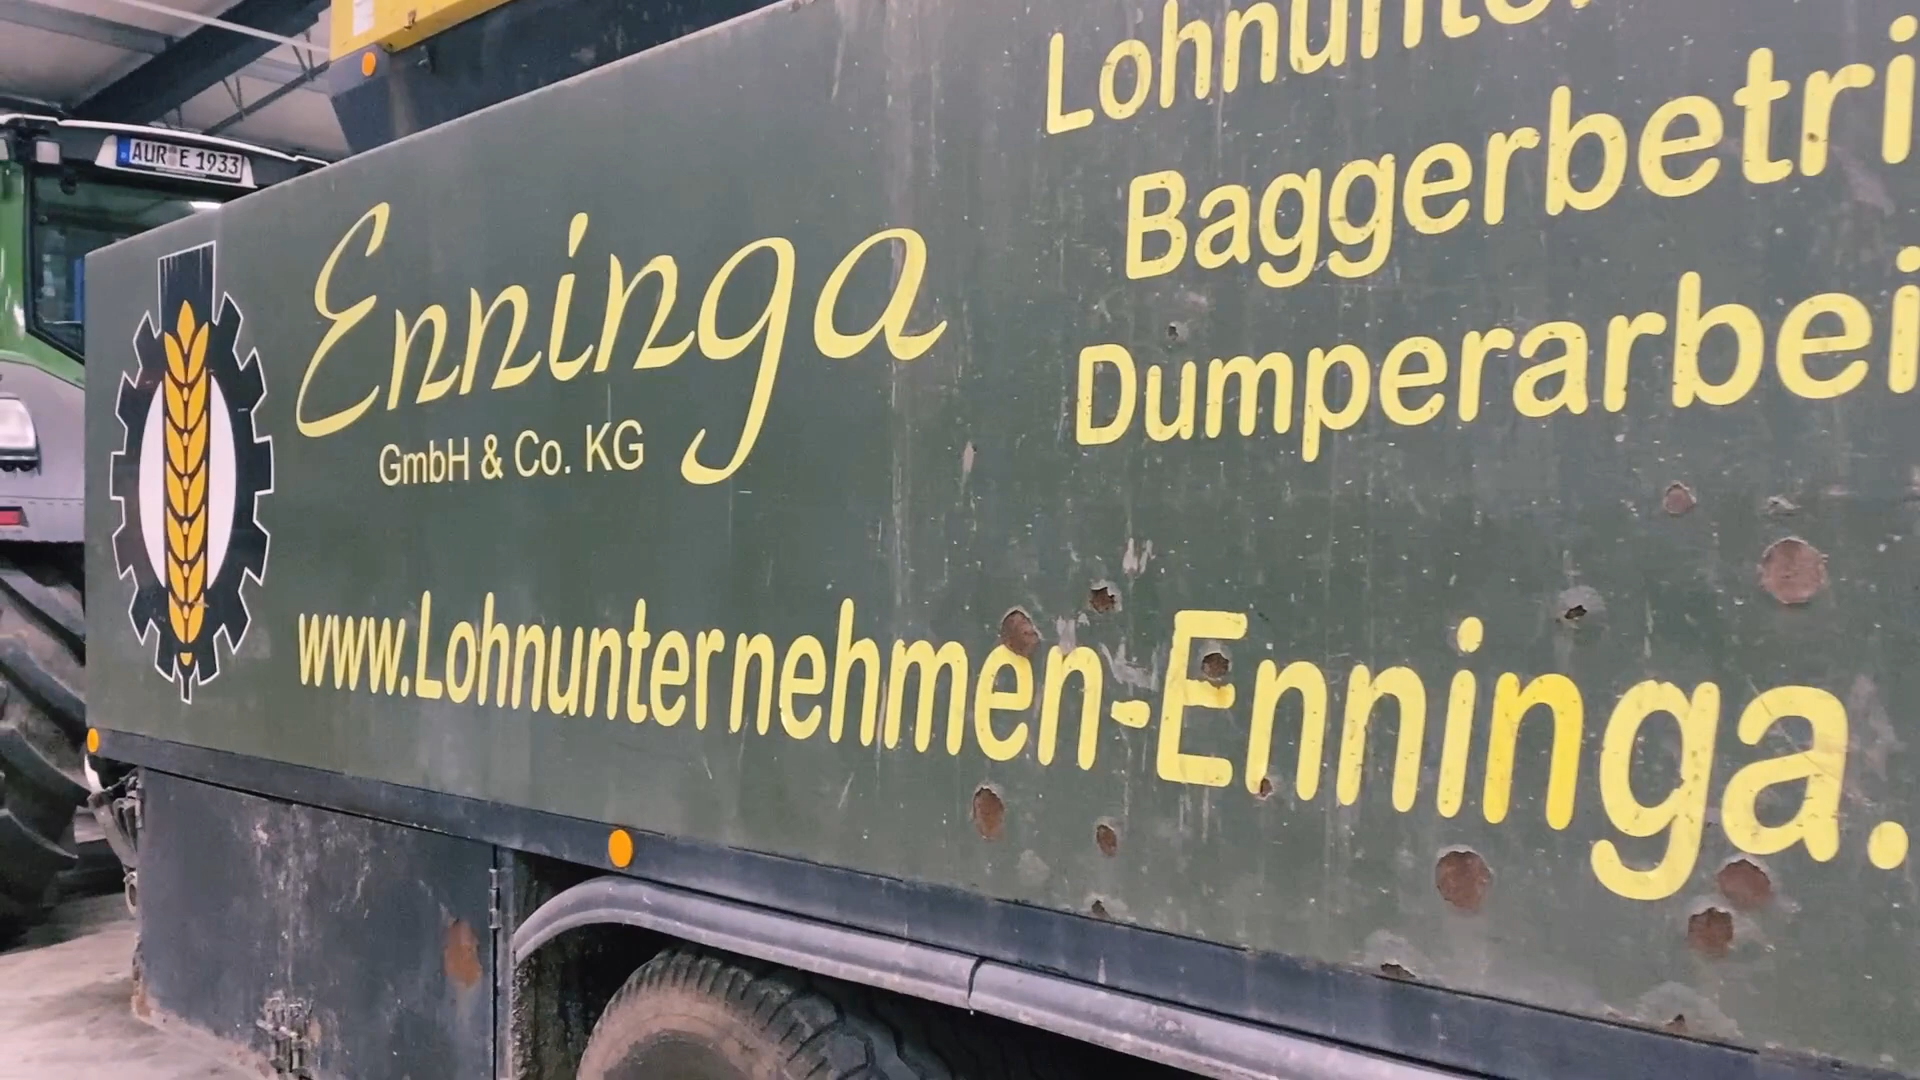 AUR E 1933
Enninga
GmbH & Co. KG
www.Lohnunternehmen-Enninga.
Lohnunte
Baggerbetri
Dumperarbei